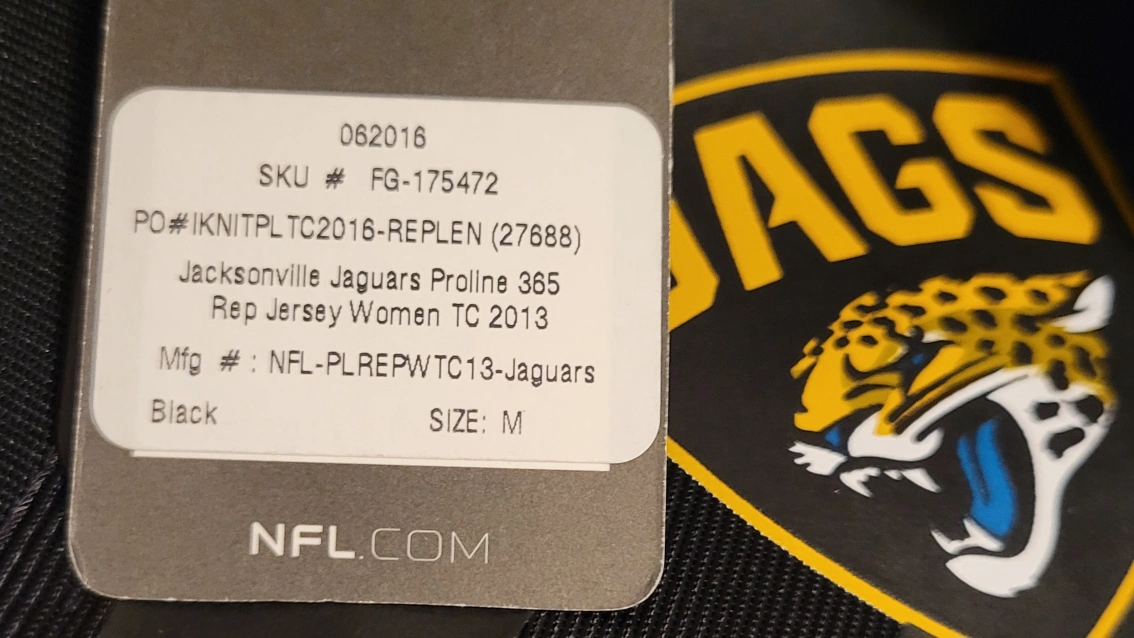 062016
SKU # FG-175472
PO#IKNITPLTC2016-REPLEN (27688)
Jacksonville Jaguars Proline 365
Rep Jersey Women TC 2013
Mfg # : NFL-PLREPWTC13-Jaguars
Black SIZE: M
NFL.COM
JAGS